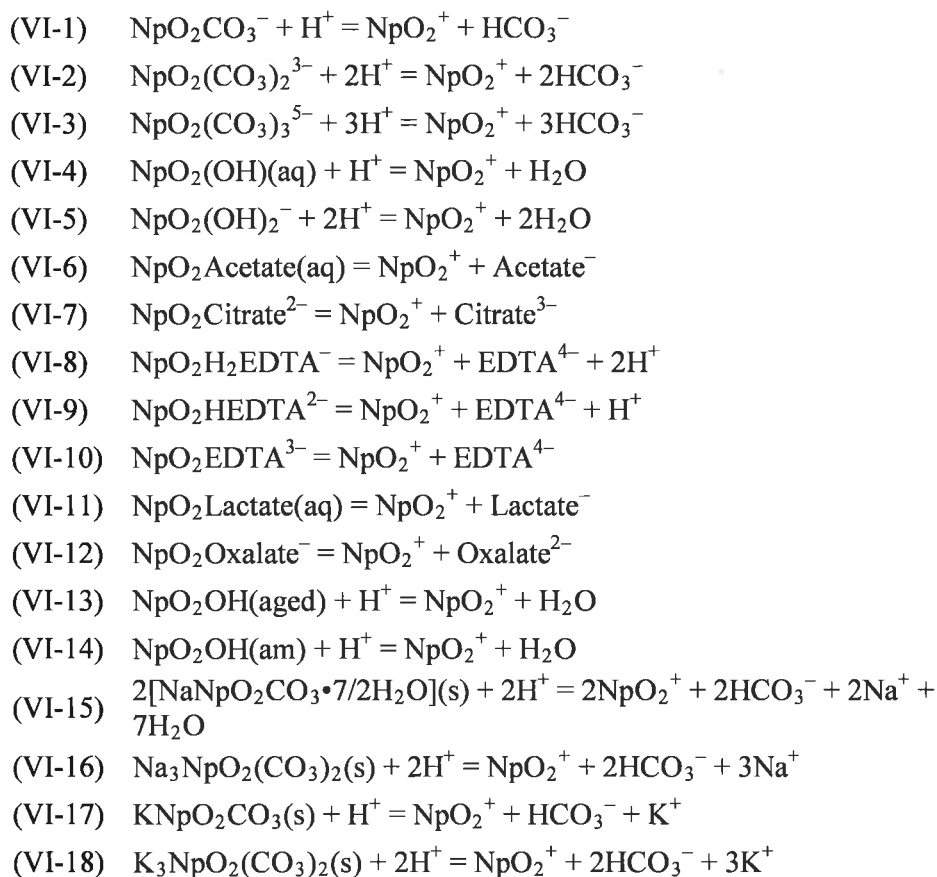 (VI-1) NpO₂CO₃⁻ + H⁺ = NpO₂⁺ + HCO₃⁻
(VI-2) NpO₂(CO₃)₂³⁻ + 2H⁺ = NpO₂⁺ + 2HCO₃⁻
(VI-3) NpO₂(CO₃)₃⁵⁻ + 3H⁺ = NpO₂⁺ + 3HCO₃⁻
(VI-4) NpO₂(OH)(aq) + H⁺ = NpO₂⁺ + H₂O
(VI-5) NpO₂(OH)₂⁻ + 2H⁺ = NpO₂⁺ + 2H₂O
(VI-6) NpO₂Acetate(aq) = NpO₂⁺ + Acetate⁻
(VI-7) NpO₂Citrate²⁻ = NpO₂⁺ + Citrate³⁻
(VI-8) NpO₂H₂EDTA⁻ = NpO₂⁺ + EDTA⁴⁻ + 2H⁺
(VI-9) NpO₂HEDTA²⁻ = NpO₂⁺ + EDTA⁴⁻ + H⁺
(VI-10) NpO₂EDTA³⁻ = NpO₂⁺ + EDTA⁴⁻
(VI-11) NpO₂Lactate(aq) = NpO₂⁺ + Lactate⁻
(VI-12) NpO₂Oxalate⁻ = NpO₂⁺ + Oxalate²⁻
(VI-13) NpO₂OH(aged) + H⁺ = NpO₂⁺ + H₂O
(VI-14) NpO₂OH(am) + H⁺ = NpO₂⁺ + H₂O
(VI-15) 2[NaNpO₂CO₃•7/2H₂O](s) + 2H⁺ = 2NpO₂⁺ + 2HCO₃⁻ + 2Na⁺ +
7H₂O
(VI-16) Na₃NpO₂(CO₃)₂(s) + 2H⁺ = NpO₂⁺ + 2HCO₃⁻ + 3Na⁺
(VI-17) KNpO₂CO₃(s) + H⁺ = NpO₂⁺ + HCO₃⁻ + K⁺
(VI-18) K₃NpO₂(CO₃)₂(s) + 2H⁺ = NpO₂⁺ + 2HCO₃⁻ + 3K⁺